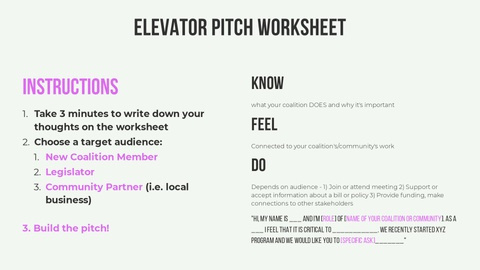 ELEVATOR PITCH WORKSHEET
INSTRUCTIONS
1. Take 3 minutes to write down your
thoughts on the worksheet
2. Choose a target audience:
1. New Coalition Member
2. Legislator
3. Community Partner (i.e. local
business)
3. Build the pitch!
KNOW
what your coalition DOES and why it's important
FEEL
Connected to your coalition's/community's work
DO
Depends on audience - 1) Join or attend meeting 2) Support or
accept information about a bill or policy 3) Provide funding, make
connections to other stakeholders
"HI, MY NAME IS ___ AND I'M (ROLE) OF (NAME OF YOUR COALITION OR COMMUNITY). AS A
___ I FEEL THAT IT IS CRITICAL TO ____________. WE RECENTLY STARTED XYZ
PROGRAM AND WE WOULD LIKE YOU TO (SPECIFIC ASK)_______"